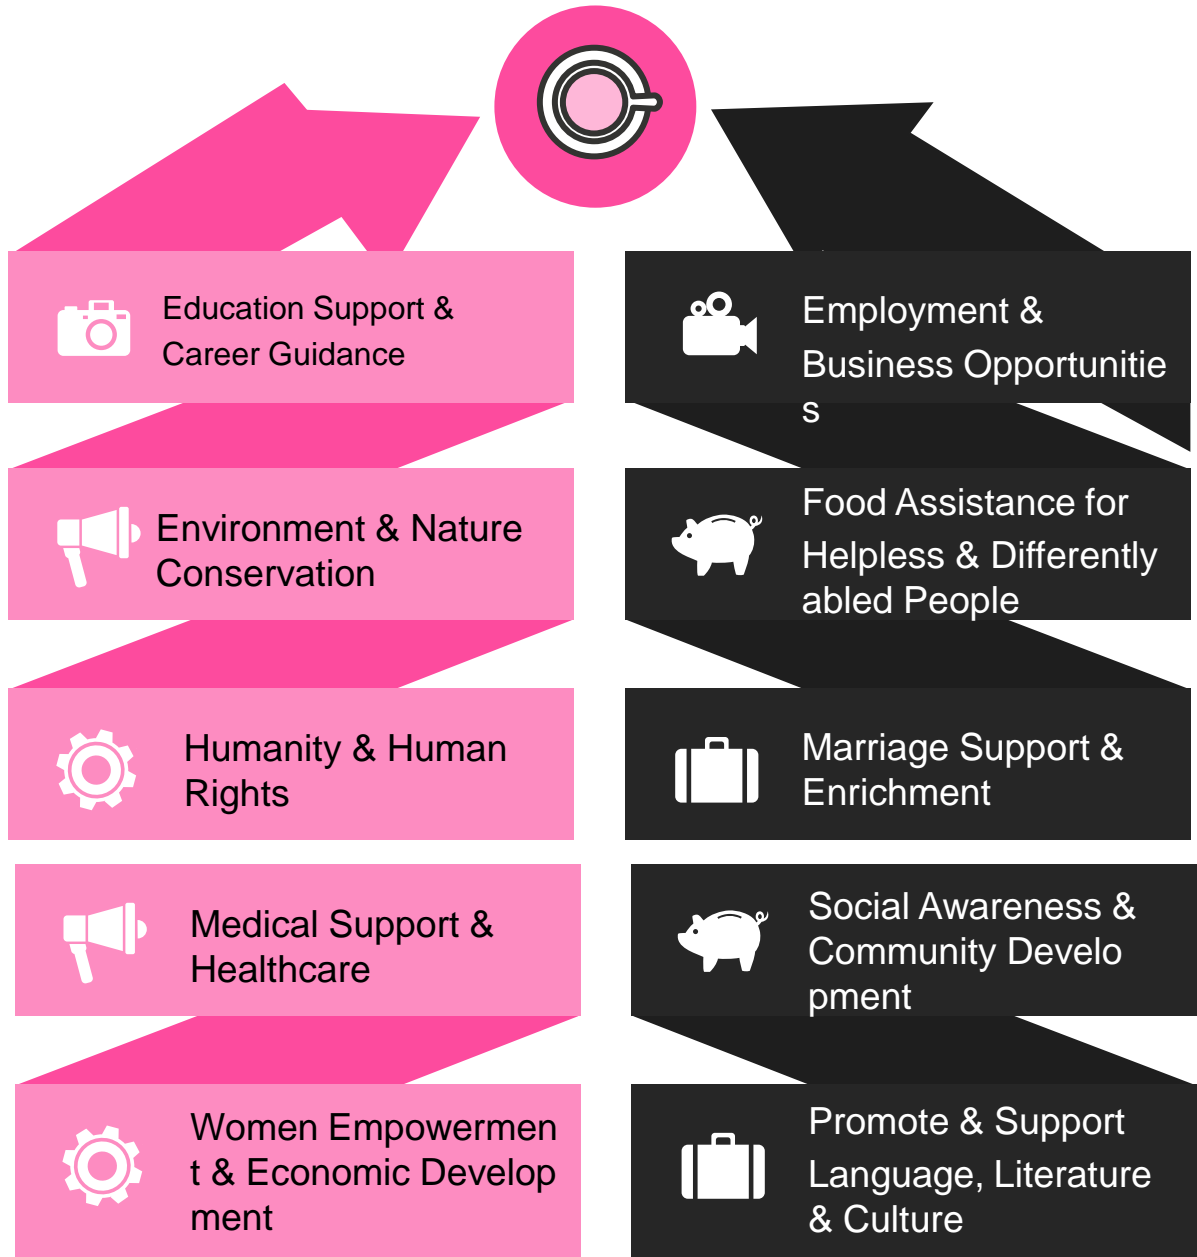 Education Support &
Career Guidance
Employment &
Business Opportunitie
s
Environment & Nature
Conservation
Food Assistance for
Helpless & Differently
abled People
Humanity & Human
Rights
Marriage Support &
Enrichment
Medical Support &
Healthcare
Social Awareness &
Community Develo
pment
Women Empowermen
t & Economic Develop
ment
Promote & Support
Language, Literature
& Culture